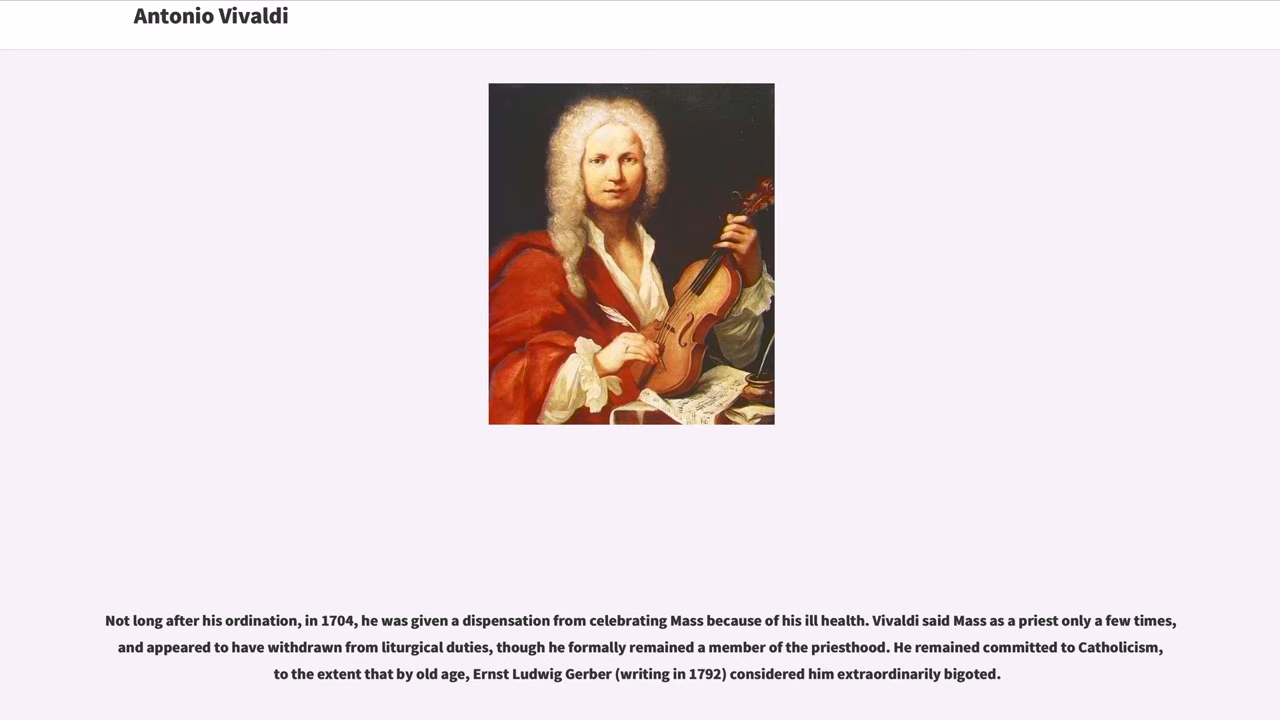 Antonio Vivaldi
Not long after his ordination, in 1704, he was given a dispensation from celebrating Mass because of his ill health. Vivaldi said Mass as a priest only a few times,
and appeared to have withdrawn from liturgical duties, though he formally remained a member of the priesthood. He remained committed to Catholicism,
to the extent that by old age, Ernst Ludwig Gerber (writing in 1792) considered him extraordinarily bigoted.